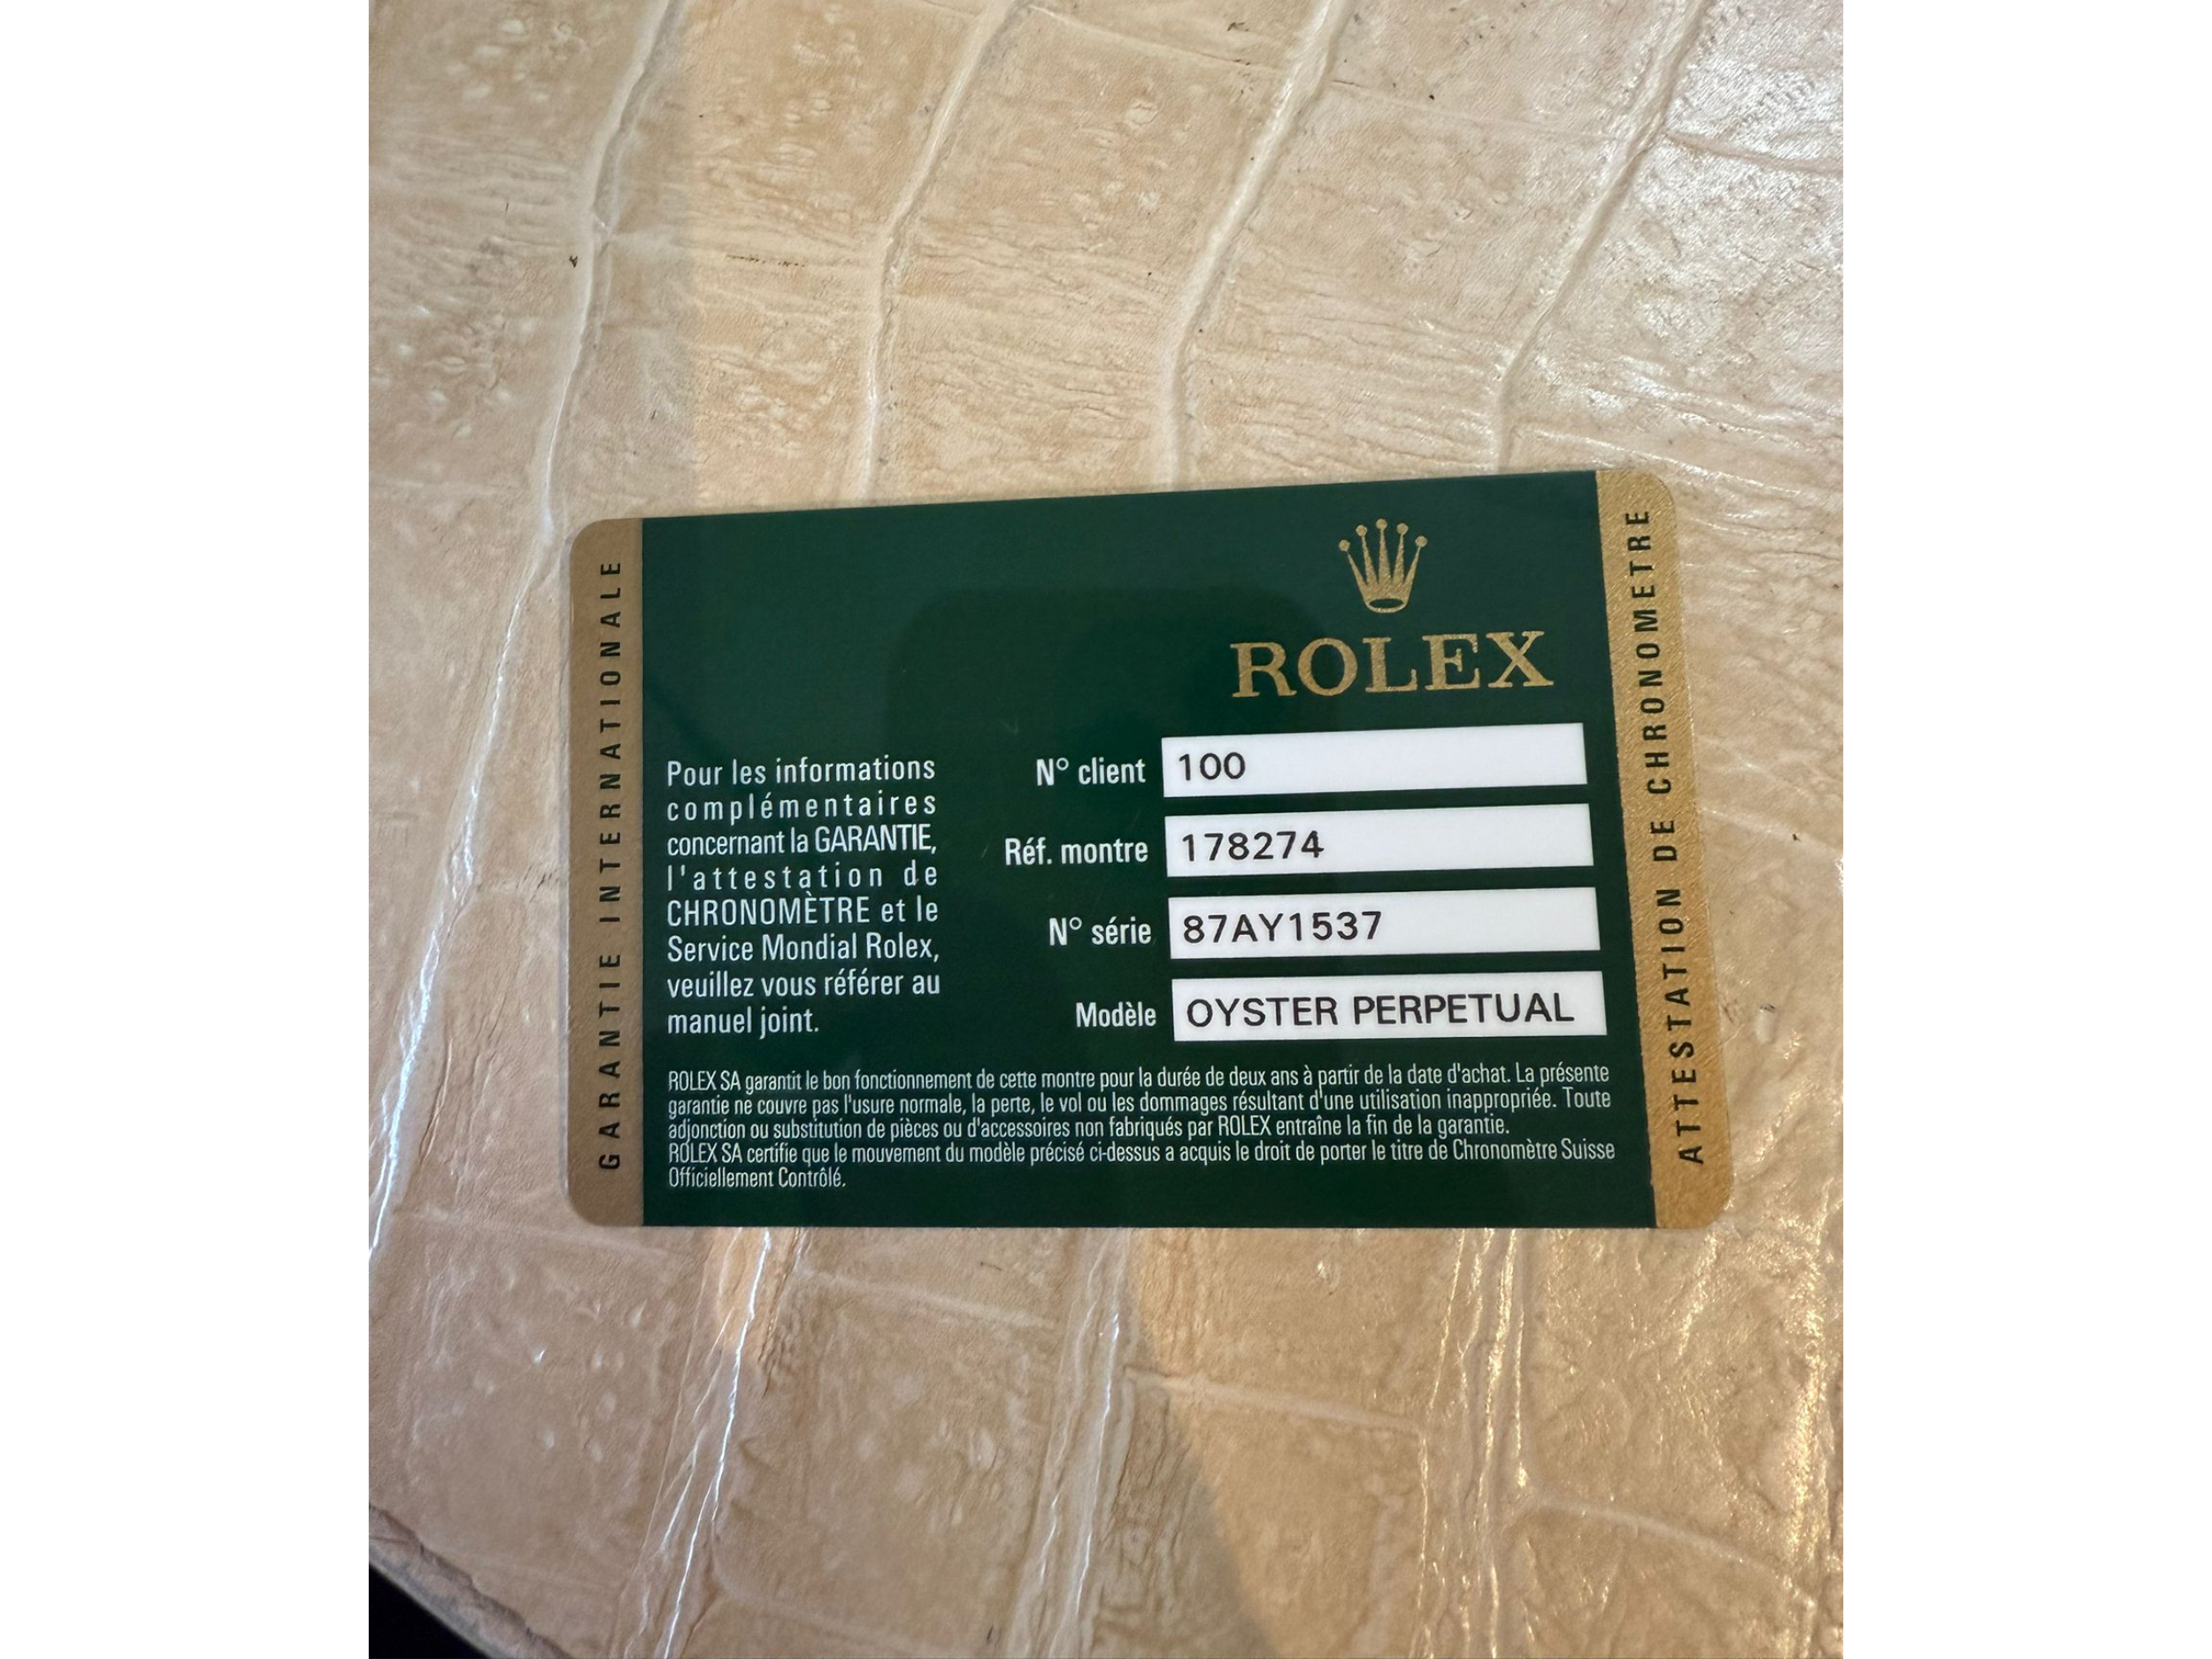 GARANTIE INTERNATIONALE
ROLEX
Pour les informations
complémentaires
concernant la GARANTIE,
l'attestation de
CHRONOMÈTRE et le
Service Mondial Rolex,
veuillez vous référer au
manuel joint.
N° client 100
Réf. montre 178274
N° série 87AY1537
Modèle OYSTER PERPETUAL
ROLEX SA garantit le bon fonctionnement de cette montre pour la durée de deux ans à partir de la date d'achat. La présente
garantie ne couvre pas l'usure normale, la perte, le vol ou les dommages résultant d'une utilisation inappropriée. Toute
adjonction ou substitution de pièces ou d'accessoires non fabriqués par ROLEX entraîne la fin de la garantie.
ROLEX SA certifie que le mouvement du modèle précisé ci-dessus a acquis le droit de porter le titre de Chronomètre Suisse
Officiellement Contrôlé.
ATTESTATION DE CHRONOMETRE